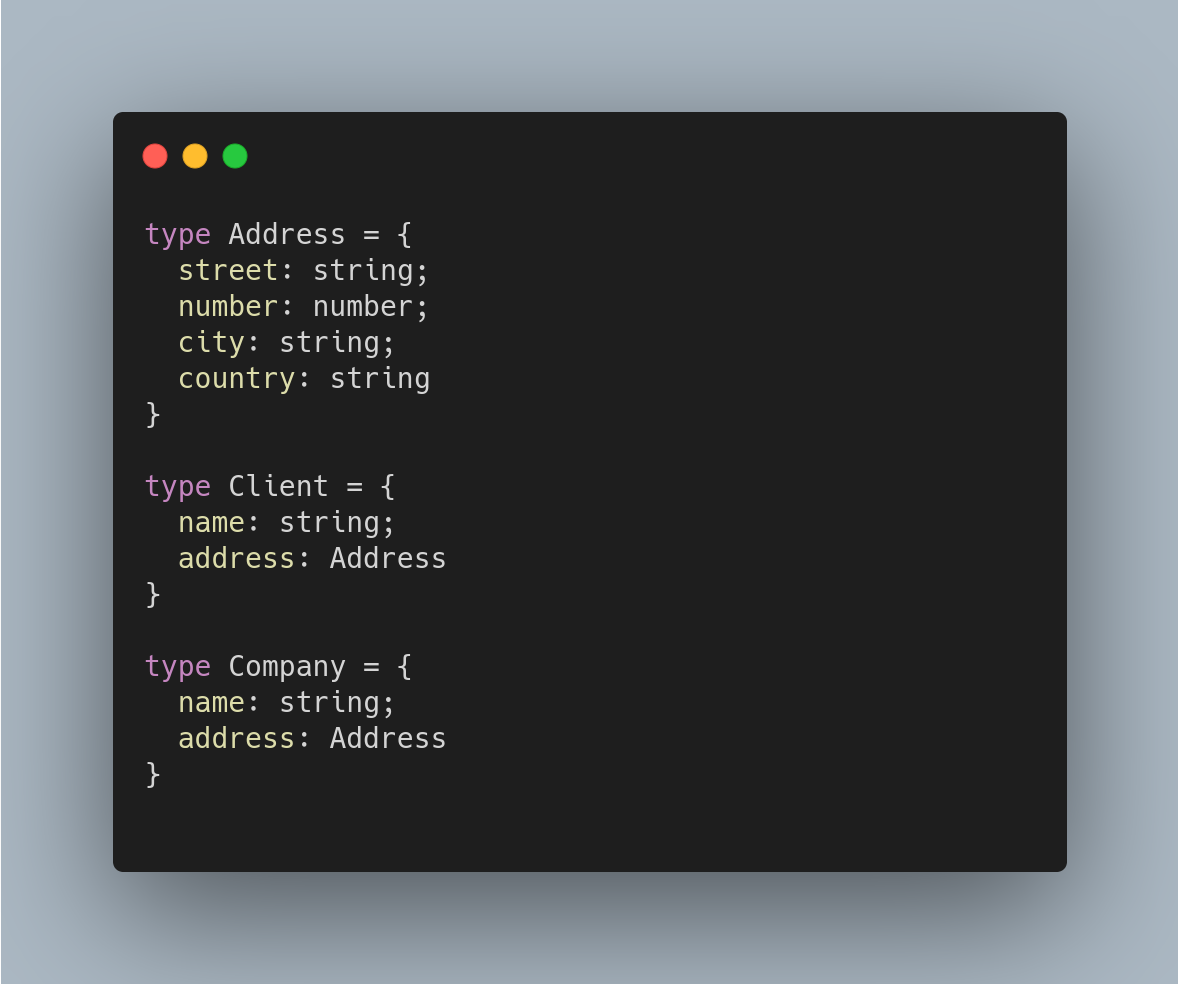 type Address = {
  street: string;
  number: number;
  city: string;
  country: string
}

type Client = {
  name: string;
  address: Address
}

type Company = {
  name: string;
  address: Address
}